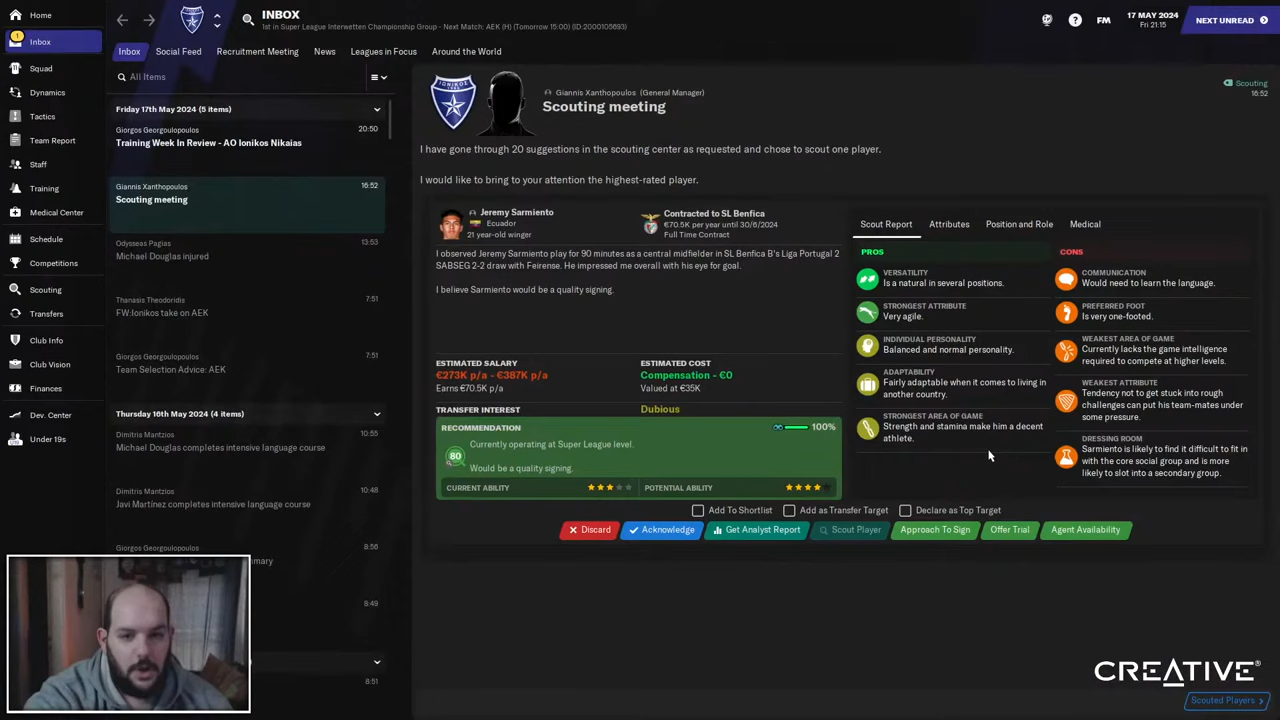 Home
1
Inbox
Squad
Dynamics
Tactics
Team Report
Staff
Training
Medical Center
Schedule
Competitions
Scouting
Transfers
Club Info
Club Vision
Finances
Dev. Center
Under 19s
INBOX
1st in Super League Interwetten Championship Group - Next Match: AEK (H) (Tomorrow 15:00) (ID:2000105693)
?
FM
17 MAY 2024
Fri 21:15
NEXT UNREAD
Inbox
Social Feed
Recruitment Meeting
News
Leagues in Focus
Around the World
All Items
Friday 17th May 2024 (5 items)
Giorgos Georgoulopoulos
20:50
Training Week In Review - AO Ionikos Nikaias
Giannis Xanthopoulos
16:52
Scouting meeting
Odysseas Pagias
13:53
Michael Douglas injured
Thanasis Theodoridis
7:51
FW:Ionikos take on AEK
Giorgos Georgoulopoulos
7:51
Team Selection Advice: AEK
Thursday 16th May 2024 (4 items)
Dimitris Mantzios
10:55
Michael Douglas completes intensive language course
Dimitris Mantzios
10:48
Javi Martínez completes intensive language course
Giorgos Georgoulopoulos
8:56
8:49
8:51
ΙΩΝΙΚΟΣ
Giannis Xanthopoulos (General Manager)
Scouting meeting
Scouting
16:52
I have gone through 20 suggestions in the scouting center as requested and chose to scout one player.
I would like to bring to your attention the highest-rated player.
Jeremy Sarmiento
Ecuador
21 year-old winger
Contracted to SL Benfica
€70.5K per year until 30/6/2024
Full Time Contract
I observed Jeremy Sarmiento play for 90 minutes as a central midfielder in SL Benfica B's Liga Portugal 2
SABSEG 2-2 draw with Feirense. He impressed me overall with his eye for goal.
I believe Sarmiento would be a quality signing.
ESTIMATED SALARY
€273K p/a - €387K p/a
Earns €70.5K p/a
ESTIMATED COST
Compensation - €0
Valued at €35K
TRANSFER INTEREST
Dubious
RECOMMENDATION
100%
80
Currently operating at Super League level.
Would be a quality signing.
CURRENT ABILITY
POTENTIAL ABILITY
Scout Report
Attributes
Position and Role
Medical
PROS
VERSATILITY
Is a natural in several positions.
STRONGEST ATTRIBUTE
Very agile.
INDIVIDUAL PERSONALITY
Balanced and normal personality.
ADAPTABILITY
Fairly adaptable when it comes to living in
another country.
STRONGEST AREA OF GAME
Strength and stamina make him a decent
athlete.
CONS
COMMUNICATION
Would need to learn the language.
PREFERRED FOOT
Is very one-footed.
WEAKEST AREA OF GAME
Currently lacks the game intelligence
required to compete at higher levels.
WEAKEST ATTRIBUTE
Tendency not to get stuck into rough
challenges can put his team-mates under
some pressure.
DRESSING ROOM
Sarmiento is likely to find it difficult to fit in
with the core social group and is more
likely to slot into a secondary group.
Add To Shortlist
Add as Transfer Target
Declare as Top Target
Discard
Acknowledge
Get Analyst Report
Scout Player
Approach To Sign
Offer Trial
Agent Availability
CREATIVE®
Scouted Players